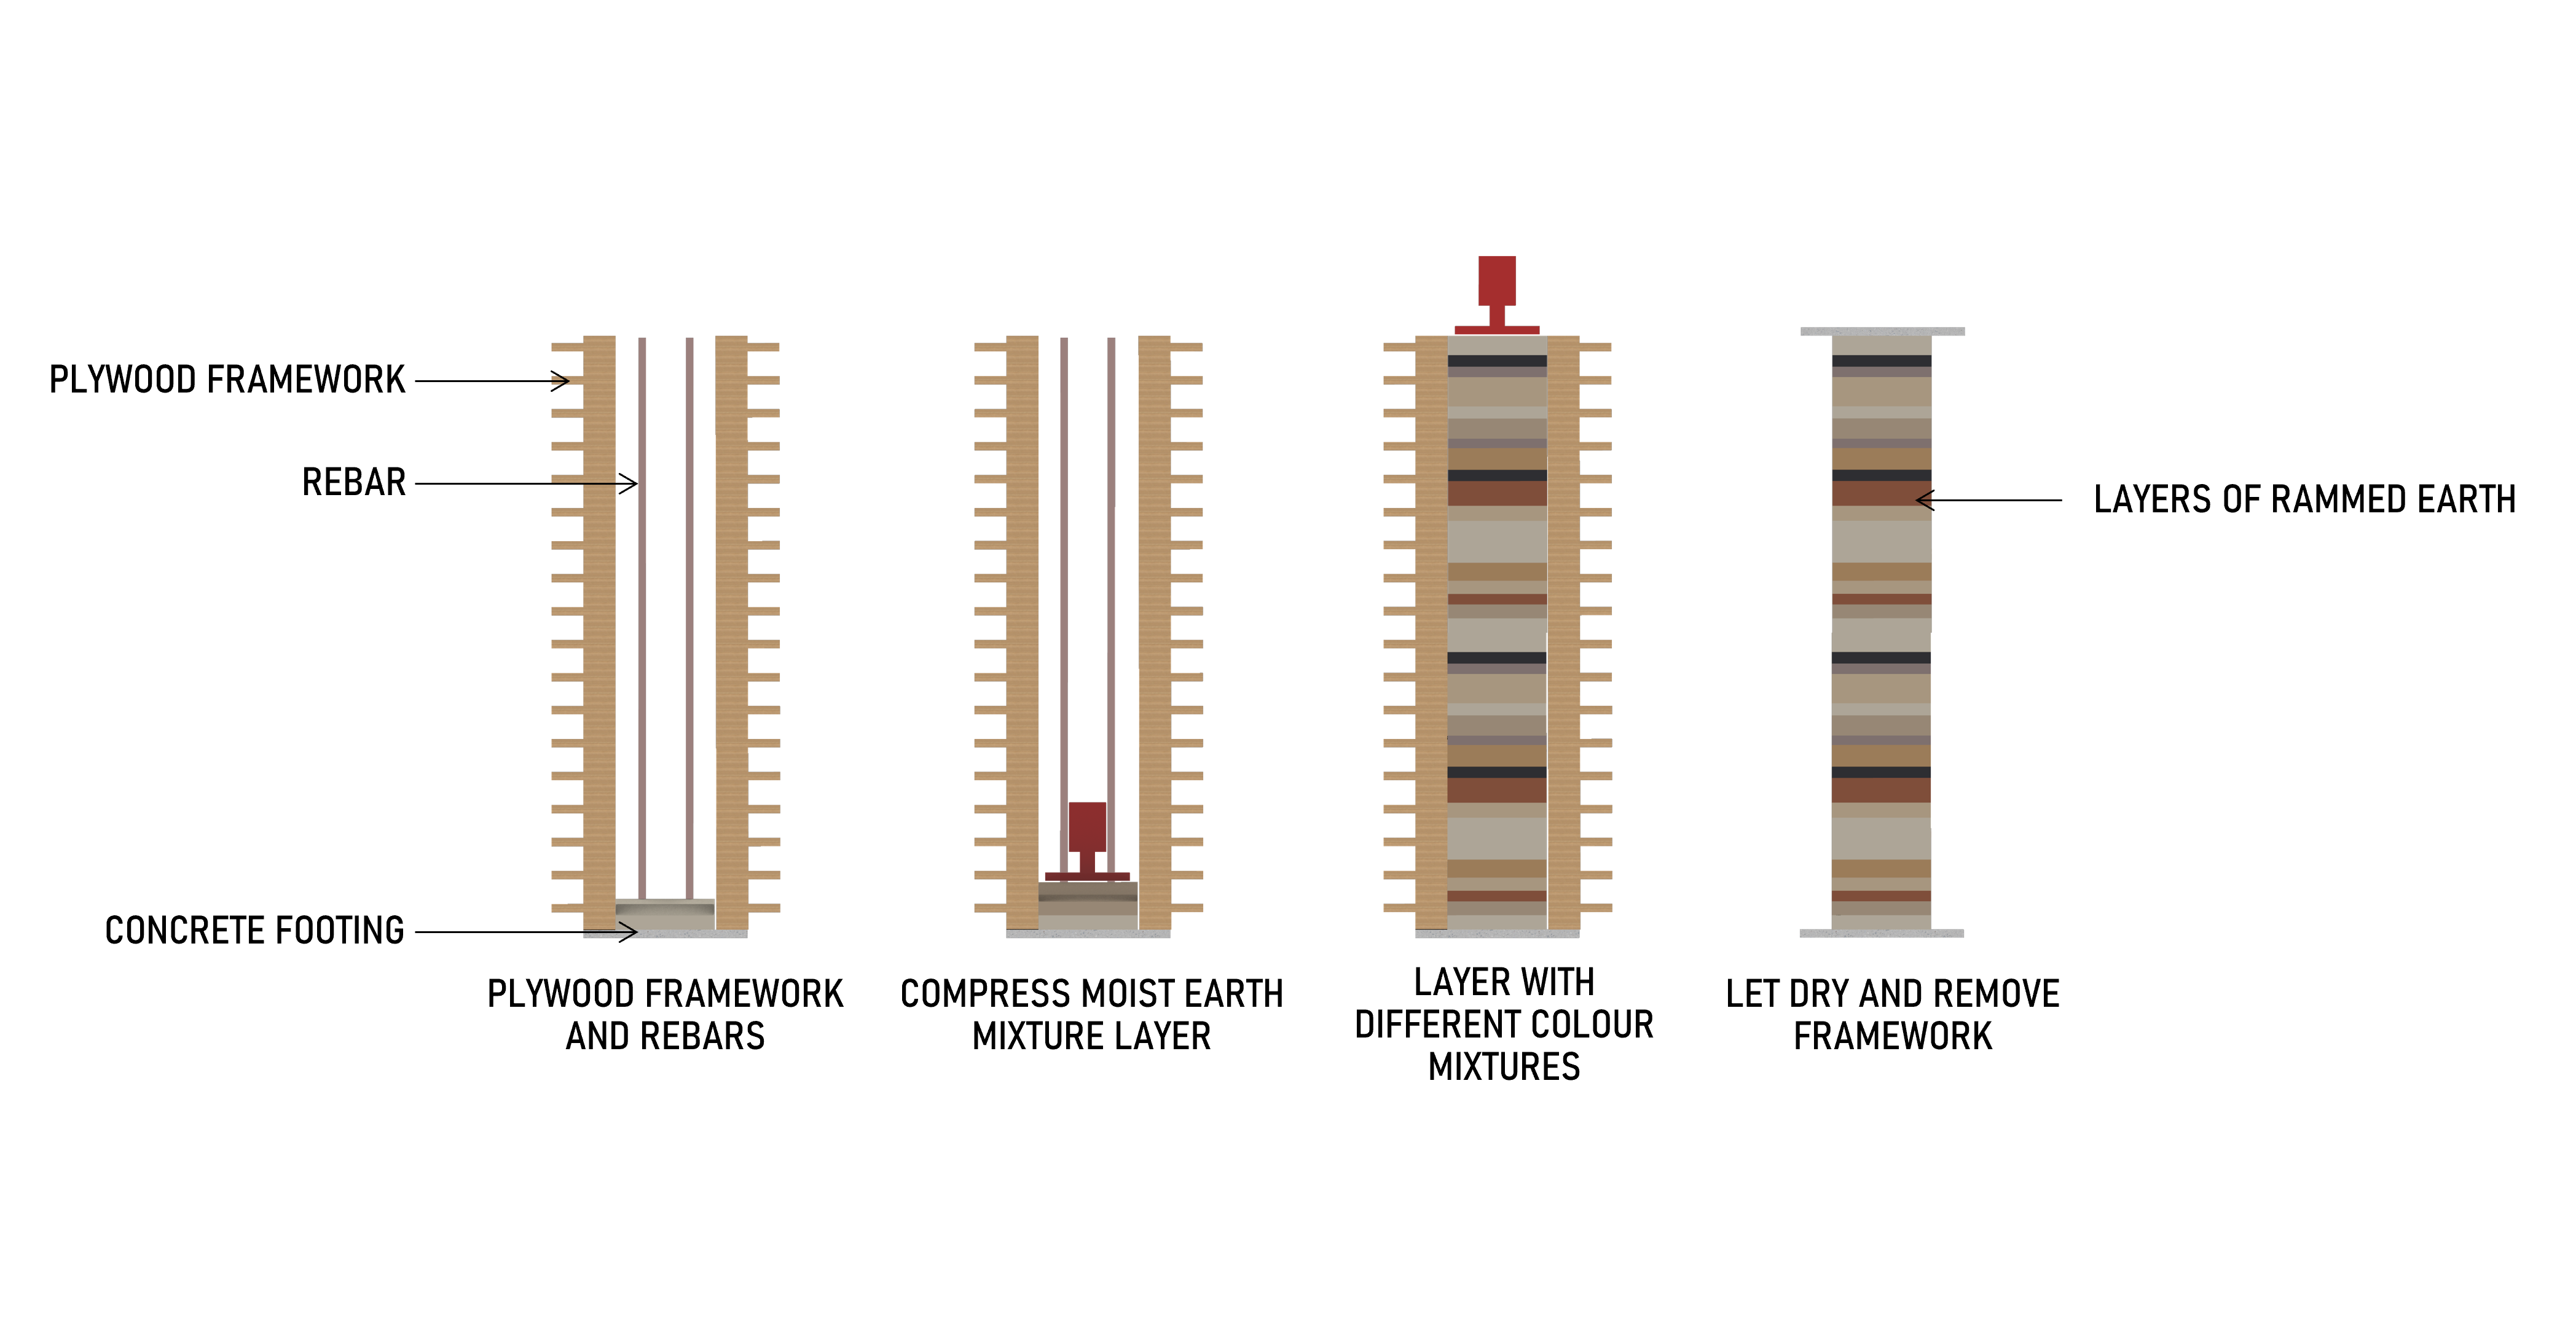 PLYWOOD FRAMEWORK
REBAR
LAYERS OF RAMMED EARTH
CONCRETE FOOTING
PLYWOOD FRAMEWORK
AND REBARS
COMPRESS MOIST EARTH
MIXTURE LAYER
LAYER WITH
DIFFERENT COLOUR
MIXTURES
LET DRY AND REMOVE
FRAMEWORK